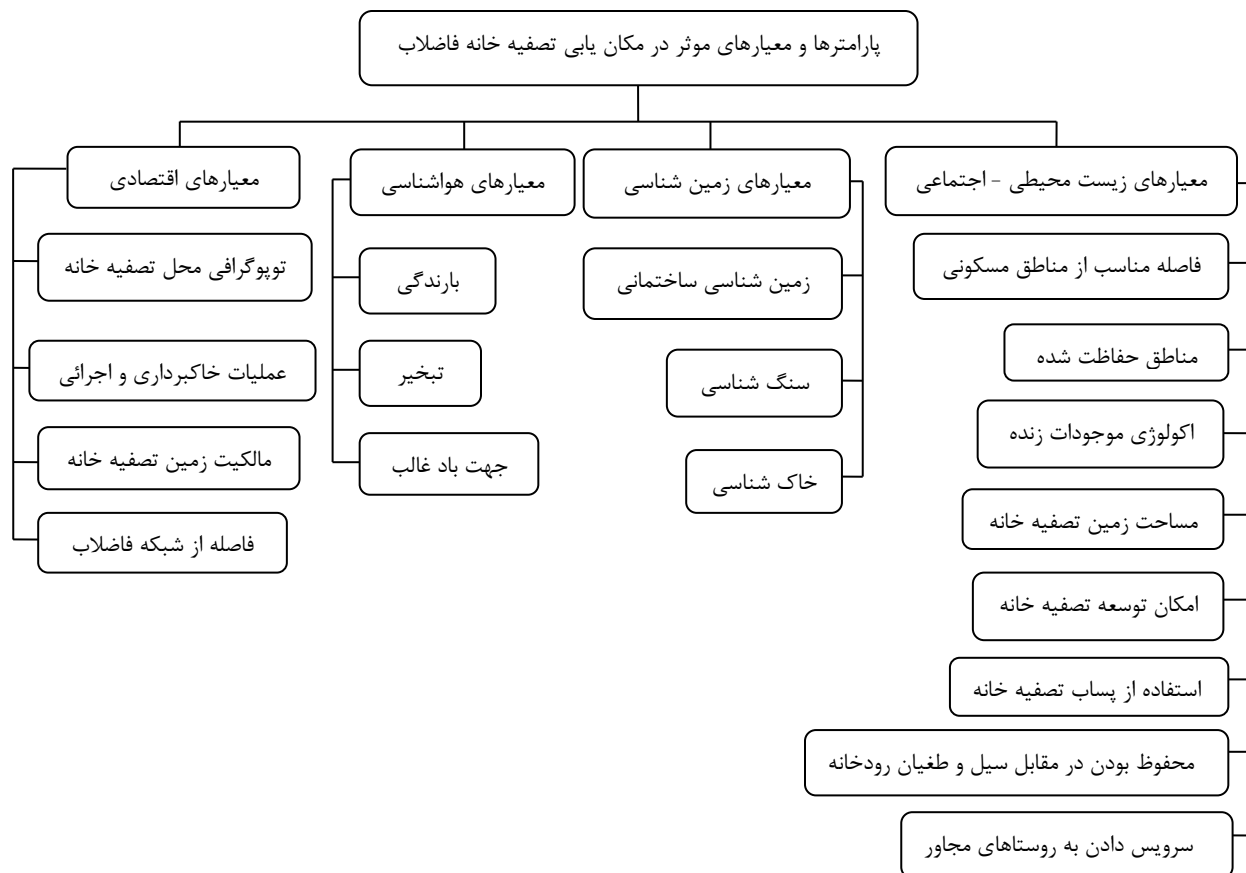 پارامترها و معیارهای موثر در مکان یابی تصفیه خانه فاضلاب
معیارهای زیست محیطی - اجتماعی
فاصله مناسب از مناطق مسکونی
مناطق حفاظت شده
اکولوژی موجودات زنده
مساحت زمین تصفیه خانه
امکان توسعه تصفیه خانه
استفاده از پساب تصفیه خانه
محفوظ بودن در مقابل سیل و طغیان رودخانه
سرویس دادن به روستاهای مجاور
معیارهای زمین شناسی
زمین شناسی ساختمانی
سنگ شناسی
خاک شناسی
معیارهای هواشناسی
بارندگی
تبخیر
جهت باد غالب
معیارهای اقتصادی
توپوگرافی محل تصفیه خانه
عملیات خاکبرداری و اجرائی
مالکیت زمین تصفیه خانه
فاصله از شبکه فاضلاب